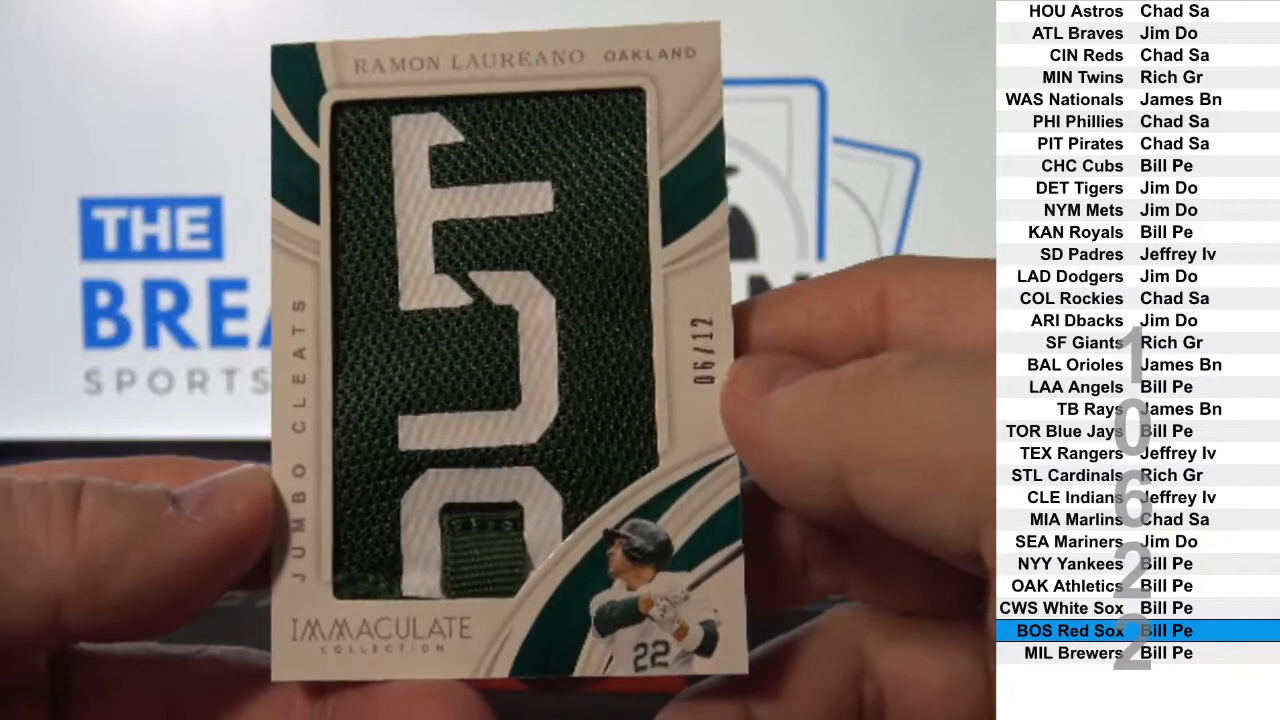 RAMON LAUREANO OAKLAND
JUMBO CLEATS
06/12
IMMACULATE
COLLECTION
22
THE
BREA
SPORTS
HOU Astros Chad Sa
ATL Braves Jim Do
CIN Reds Chad Sa
MIN Twins Rich Gr
WAS Nationals James Bn
PHI Phillies Chad Sa
PIT Pirates Chad Sa
CHC Cubs Bill Pe
DET Tigers Jim Do
NYM Mets Jim Do
KAN Royals Bill Pe
SD Padres Jeffrey Iv
LAD Dodgers Jim Do
COL Rockies Chad Sa
ARI Dbacks Jim Do
SF Giants Rich Gr
BAL Orioles James Bn
LAA Angels Bill Pe
TB Rays James Bn
TOR Blue Jays Bill Pe
TEX Rangers Jeffrey Iv
STL Cardinals Rich Gr
CLE Indians Jeffrey Iv
MIA Marlins Chad Sa
SEA Mariners Jim Do
NYY Yankees Bill Pe
OAK Athletics Bill Pe
CWS White Sox Bill Pe
BOS Red Sox Bill Pe
MIL Brewers Bill Pe
1
0
6
2
2